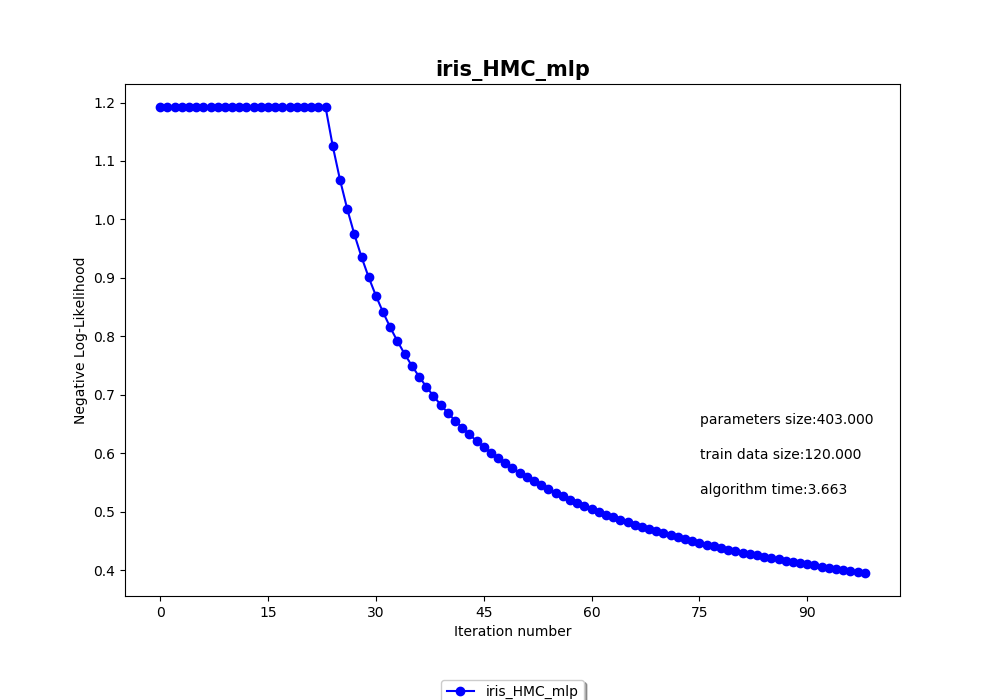 iris_HMC_mlp
1.2
1.1
1.0
0.9
0.8
0.7
0.6
0.5
0.4
Negative Log-Likelihood
parameters size:403.000
train data size:120.000
algorithm time:3.663
0 15 30 45 60 75 90
Iteration number
iris_HMC_mlp